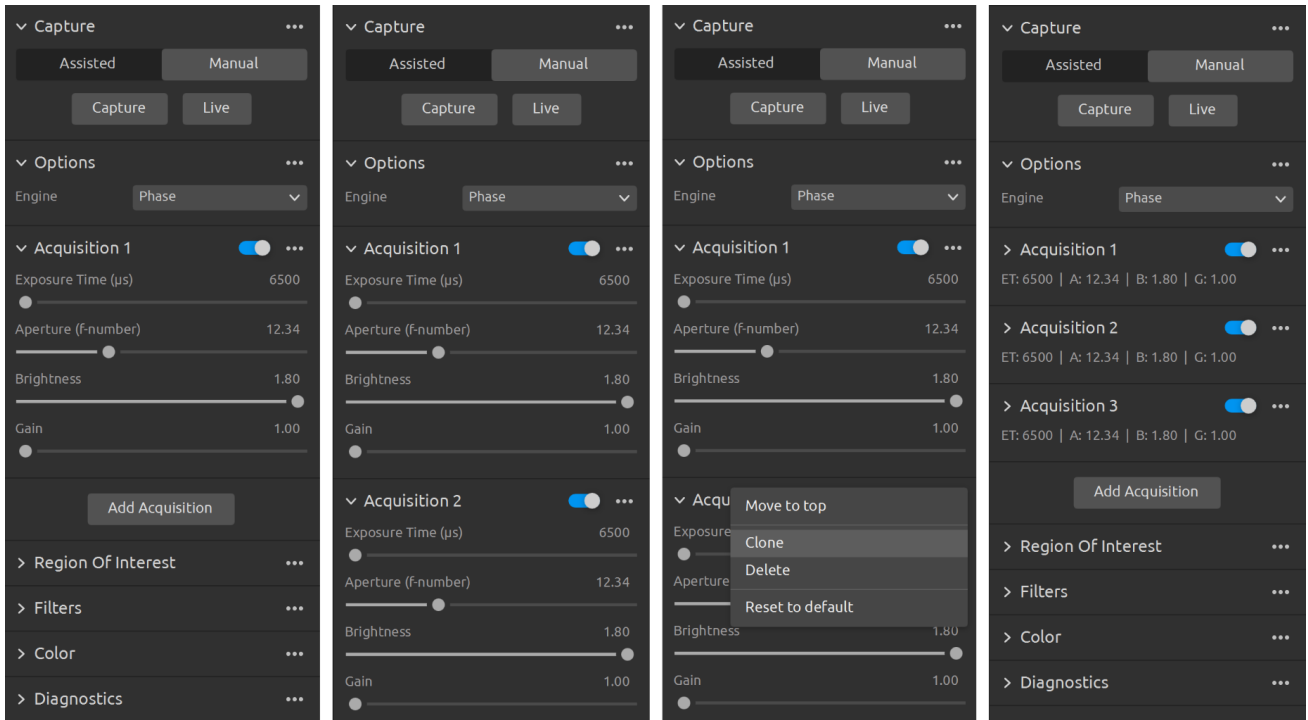 Capture
Assisted Manual
Capture Live
Options
Engine Phase
Acquisition 1
Exposure Time (µs) 6500
Aperture (f-number) 12.34
Brightness 1.80
Gain 1.00
Add Acquisition
Region Of Interest
Filters
Color
Diagnostics
Capture
Assisted Manual
Capture Live
Options
Engine Phase
Acquisition 1
Exposure Time (µs) 6500
Aperture (f-number) 12.34
Brightness 1.80
Gain 1.00
Acquisition 2
Exposure Time (µs) 6500
Aperture (f-number) 12.34
Brightness 1.80
Gain 1.00
Capture
Assisted Manual
Capture Live
Options
Engine Phase
Acquisition 1
Exposure Time (µs) 6500
Aperture (f-number) 12.34
Brightness 1.80
Gain 1.00
Acqu
Move to top
Exposure
Clone
Delete
Aperture
Reset to default
Brightness 1.80
Gain 1.00
Capture
Assisted Manual
Capture Live
Options
Engine Phase
Acquisition 1
ET: 6500 | A: 12.34 | B: 1.80 | G: 1.00
Acquisition 2
ET: 6500 | A: 12.34 | B: 1.80 | G: 1.00
Acquisition 3
ET: 6500 | A: 12.34 | B: 1.80 | G: 1.00
Add Acquisition
Region Of Interest
Filters
Color
Diagnostics